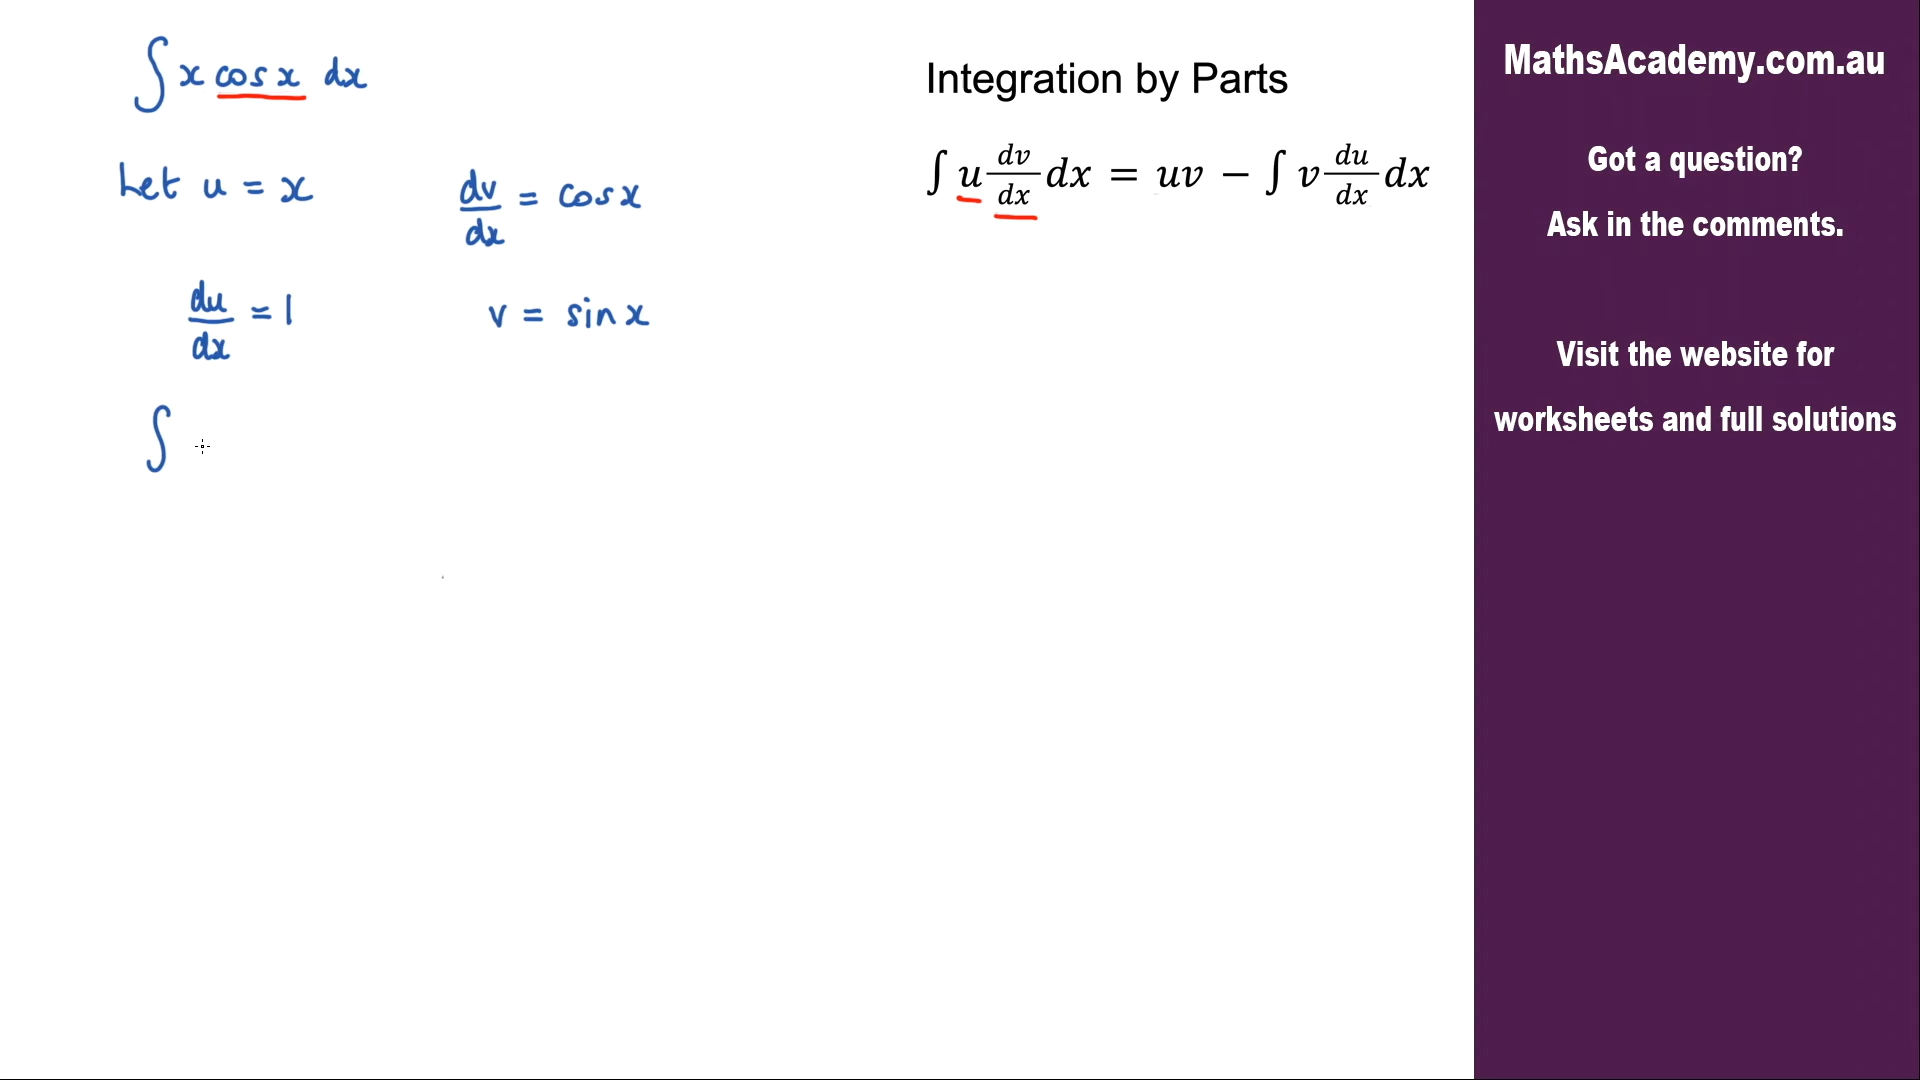 ∫ x cos x dx
Let u = x
dv/dx = cos x
du/dx = 1
v = sin x
∫
Integration by Parts
∫ u dv/dx dx = uv − ∫ v du/dx dx
MathsAcademy.com.au
Got a question?
Ask in the comments.
Visit the website for
worksheets and full solutions